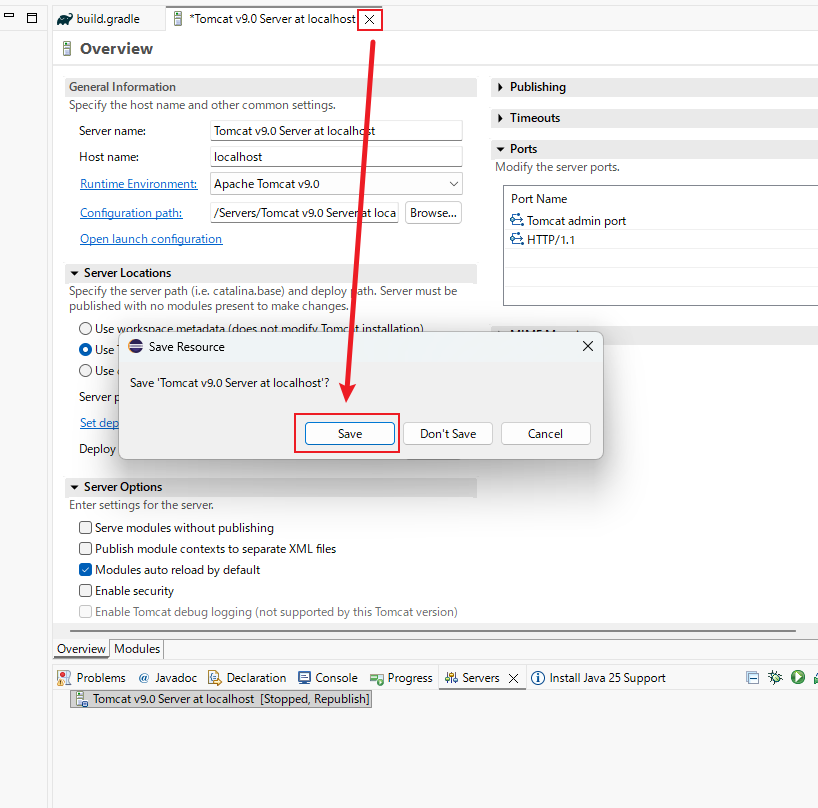 build.gradle
*Tomcat v9.0 Server at localhost
Overview
General Information
Specify the host name and other common settings.
Server name:
Tomcat v9.0 Server at localhost
Host name:
localhost
Runtime Environment:
Apache Tomcat v9.0
Configuration path:
/Servers/Tomcat v9.0 Server at loca
Browse...
Open launch configuration
Server Locations
Specify the server path (i.e. catalina.base) and deploy path. Server must be
published with no modules present to make changes.
Use workspace metadata (does not modify Tomcat installation)
Use
Use
Server p
Set dep
Deploy
Save Resource
Save 'Tomcat v9.0 Server at localhost'?
Save
Don't Save
Cancel
Server Options
Enter settings for the server.
Serve modules without publishing
Publish module contexts to separate XML files
Modules auto reload by default
Enable security
Enable Tomcat debug logging (not supported by this Tomcat version)
Publishing
Timeouts
Ports
Modify the server ports.
Port Name
Tomcat admin port
HTTP/1.1
Overview
Modules
Problems
Javadoc
Declaration
Console
Progress
Servers
Install Java 25 Support
Tomcat v9.0 Server at localhost [Stopped, Republish]